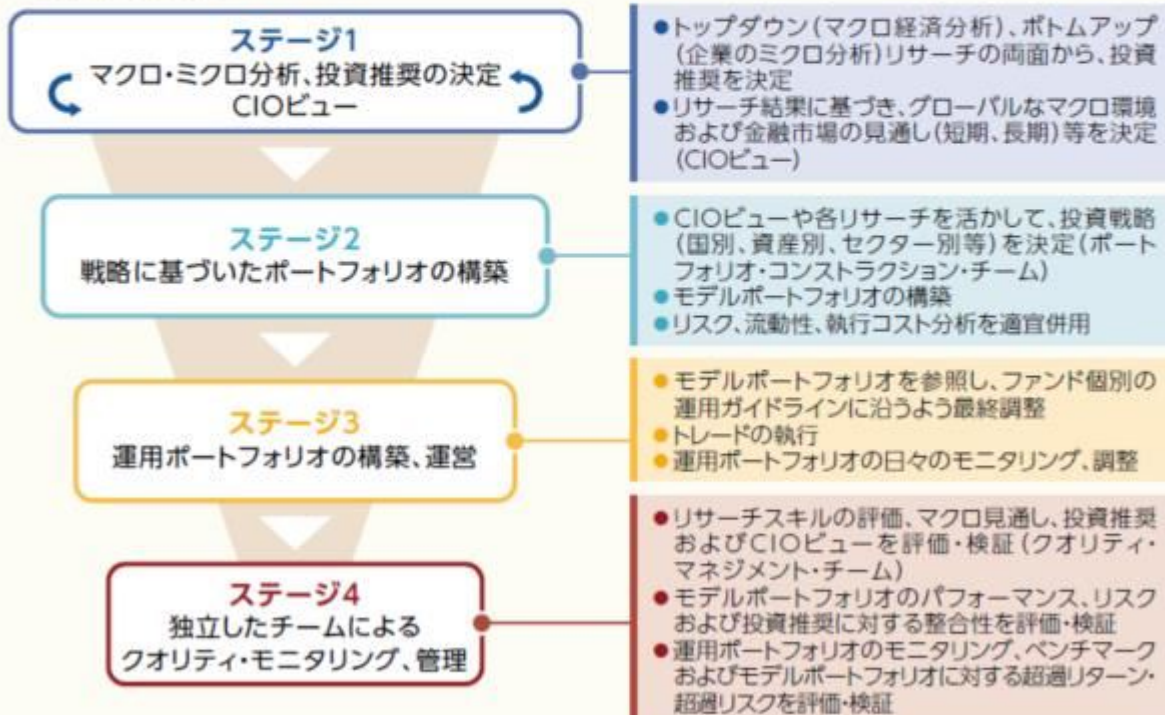 ステージ1
マクロ・ミクロ分析、投資推奨の決定
CIOビュー
●トップダウン(マクロ経済分析)、ボトムアップ
(企業のミクロ分析)リサーチの両面から、投資
推奨を決定
●リサーチ結果に基づき、グローバルなマクロ環境
および金融市場の見通し(短期、長期)等を決定
(CIOビュー)
ステージ2
戦略に基づいたポートフォリオの構築
●CIOビューや各リサーチを活かして、投資戦略
(国別、資産別、セクター別等)を決定(ポート
フォリオ・コンストラクション・チーム)
●モデルポートフォリオの構築
●リスク、流動性、執行コスト分析を適宜併用
ステージ3
運用ポートフォリオの構築、運営
●モデルポートフォリオを参照し、ファンド個別の
運用ガイドラインに沿うよう最終調整
●トレードの執行
●運用ポートフォリオの日々のモニタリング、調整
ステージ4
独立したチームによる
クオリティ・モニタリング、管理
●リサーチスキルの評価、マクロ見通し、投資推奨
およびCIOビューを評価・検証(クオリティ・
マネジメント・チーム)
●モデルポートフォリオのパフォーマンス、リスク
および投資推奨に対する整合性を評価・検証
●運用ポートフォリオのモニタリング、ベンチマーク
およびモデルポートフォリオに対する超過リターン・
超過リスクを評価・検証